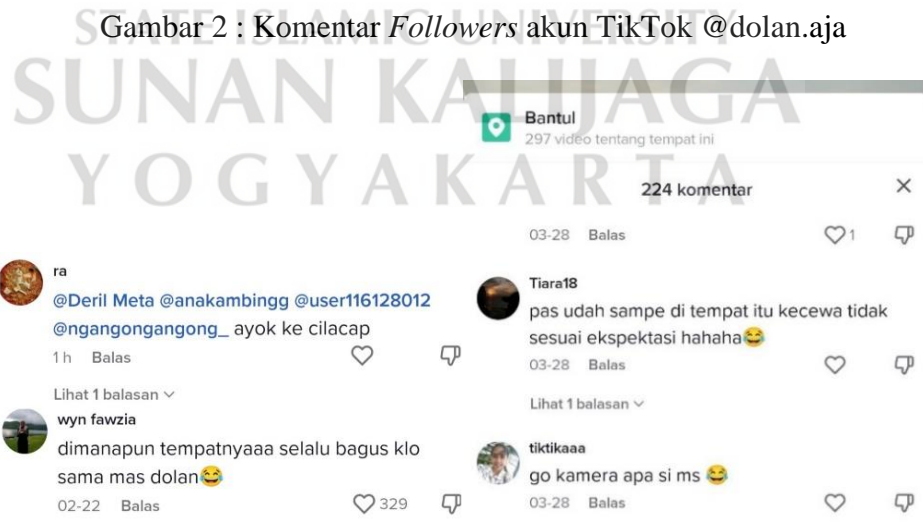 Gambar 2 : Komentar Followers akun TikTok @dolan.aja
STATE ISLAMIC UNIVERSITY
SUNAN KALIJAGA
YOGYAKARTA
ra
@Deril Meta @anakambingg @user116128012
@ngangongangong_ ayok ke cilacap
1 h Balas
Lihat 1 balasan
wyn fawzia
dimanapun tempatnyaaa selalu bagus klo
sama mas dolan😂
02-22 Balas 329
Bantul
297 video tentang tempat ini
224 komentar
03-28 Balas 1
Tiara18
pas udah sampe di tempat itu kecewa tidak
sesuai ekspektasi hahaha😂
03-28 Balas
Lihat 1 balasan
tiktikaaa
go kamera apa si ms 😂
03-28 Balas